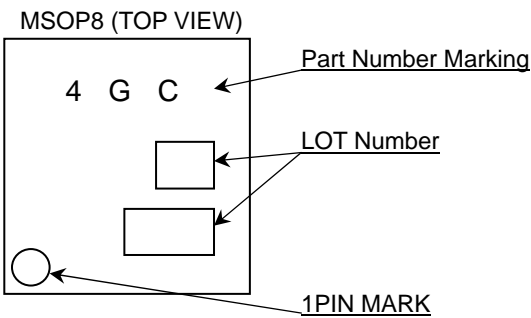 MSOP8 (TOP VIEW)
Part Number Marking
4 G C
LOT Number
1PIN MARK